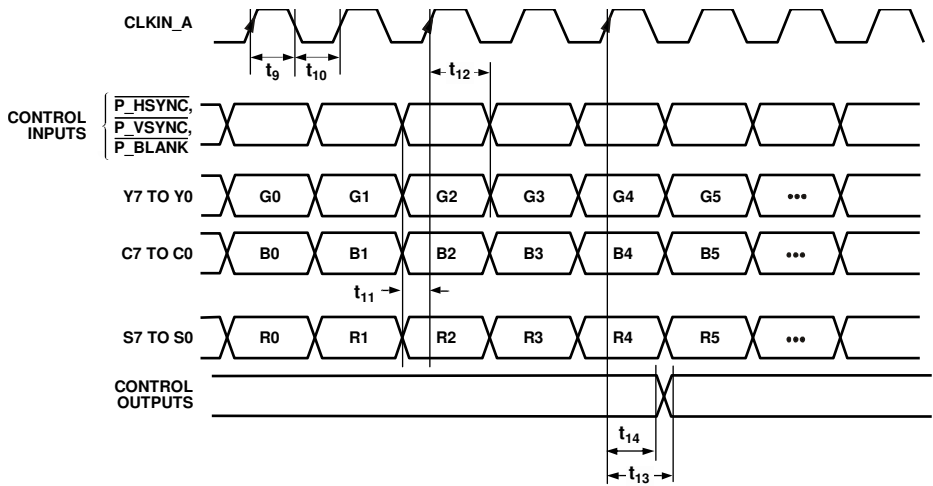 CLKIN_A
t9 t10 t12
CONTROL INPUTS
P_HSYNC,
P_VSYNC,
P_BLANK
Y7 TO Y0 G0 G1 G2 G3 G4 G5 •••
C7 TO C0 B0 B1 B2 B3 B4 B5 •••
t11
S7 TO S0 R0 R1 R2 R3 R4 R5 •••
CONTROL OUTPUTS
t14
t13